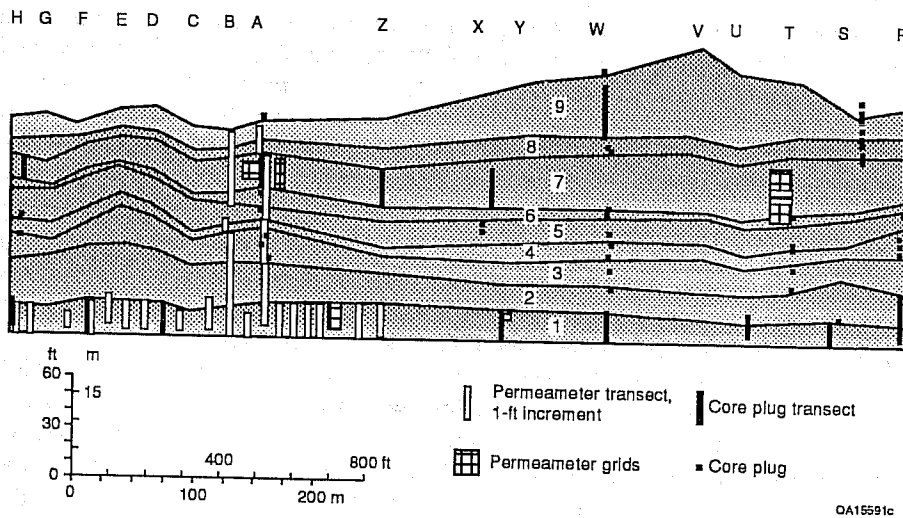 H G F E D C B A Z X Y W V U T S R
9
8
7
6
5
4
3
2
1
ft m
60
15
30
0
400
800 ft
0
100
200 m
Permeameter transect,
1-ft increment
Core plug transect
Permeameter grids
Core plug
QA15591c